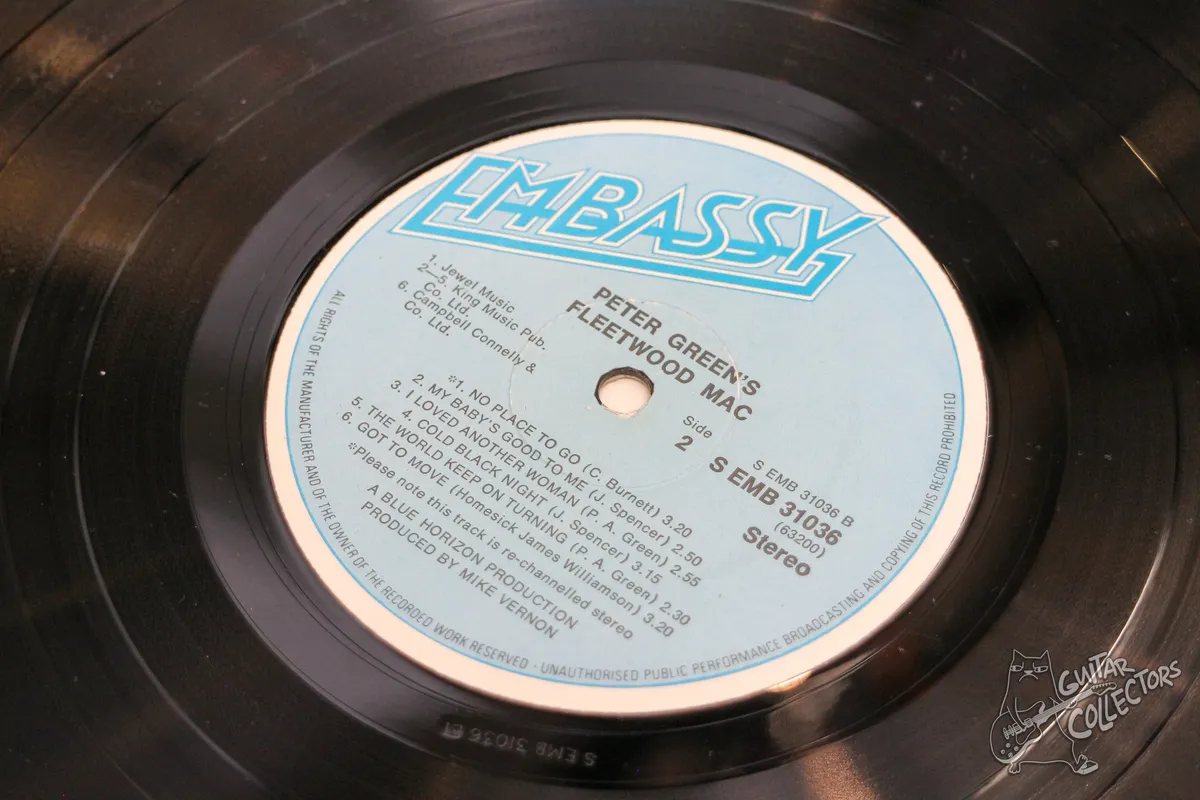 EMBASSY
1. Jewel Music
2—5. King Music Pub.
Co. Ltd.
6. Campbell Connelly &
Co. Ltd.
PETER GREEN'S
FLEETWOOD MAC
Side
2
S EMB 31036 B
S EMB 31036
(63200)
Stereo
*1. NO PLACE TO GO (C. Burnett) 3.20
2. MY BABY'S GOOD TO ME (J. Spencer) 2.50
3. I LOVED ANOTHER WOMAN (P. A. Green) 2.55
4. COLD BLACK NIGHT (J. Spencer) 3.15
5. THE WORLD KEEP ON TURNING (P. A. Green) 2.30
6. GOT TO MOVE (Homesick James Williamson) 3.20
*Please note this track is re-channelled stereo
A BLUE HORIZON PRODUCTION
PRODUCED BY MIKE VERNON
ALL RIGHTS OF THE MANUFACTURER AND OF THE OWNER OF THE RECORDED WORK RESERVED · UNAUTHORISED PUBLIC PERFORMANCE BROADCASTING AND COPYING OF THIS RECORD PROHIBITED
S EMB 31036 B1
GUITAR
COLLECTORS